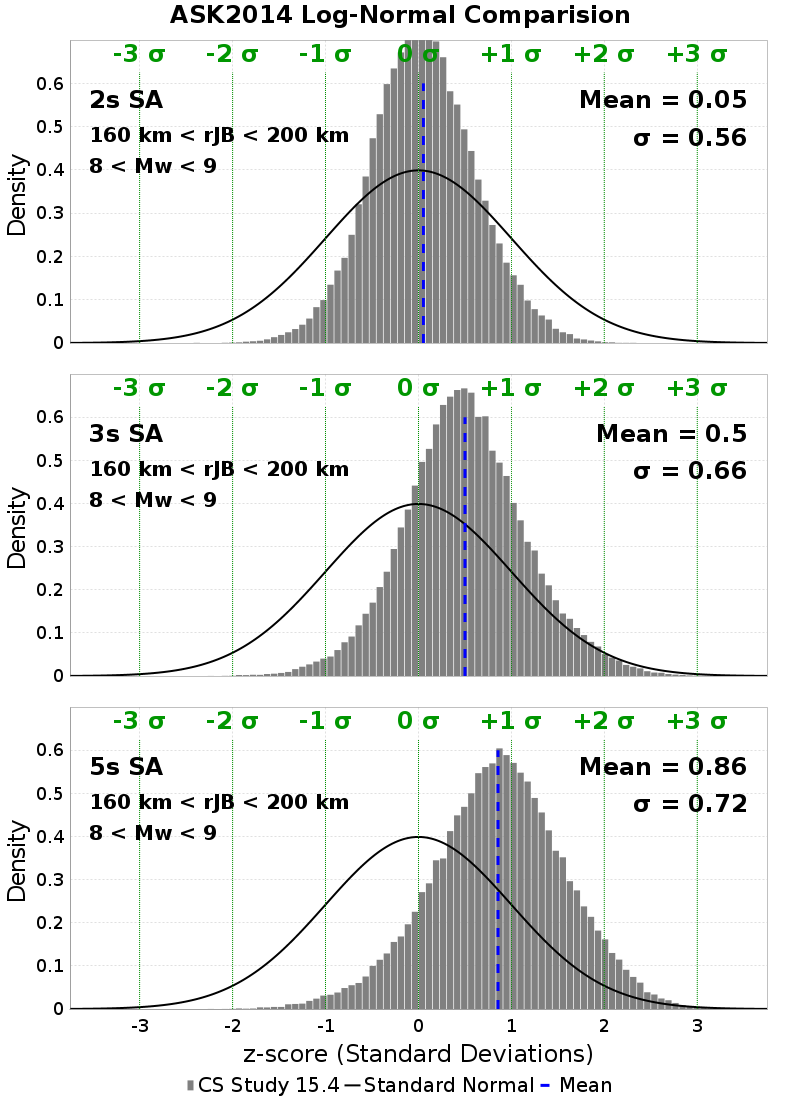 ASK2014 Log-Normal Comparision
-3 σ -2 σ -1 σ 0 σ +1 σ +2 σ +3 σ
0.6
2s SA Mean = 0.05
0.5
160 km < rJB < 200 km σ = 0.56
8 < Mw < 9
0.4
Density
0.3
0.2
0.1
0
-3 σ -2 σ -1 σ 0 σ +1 σ +2 σ +3 σ
0.6
3s SA Mean = 0.5
0.5
160 km < rJB < 200 km σ = 0.66
8 < Mw < 9
0.4
Density
0.3
0.2
0.1
0
-3 σ -2 σ -1 σ 0 σ +1 σ +2 σ +3 σ
0.6
5s SA Mean = 0.86
0.5
160 km < rJB < 200 km σ = 0.72
8 < Mw < 9
0.4
Density
0.3
0.2
0.1
0
-3 -2 -1 0 1 2 3
z-score (Standard Deviations)
CS Study 15.4 Standard Normal Mean